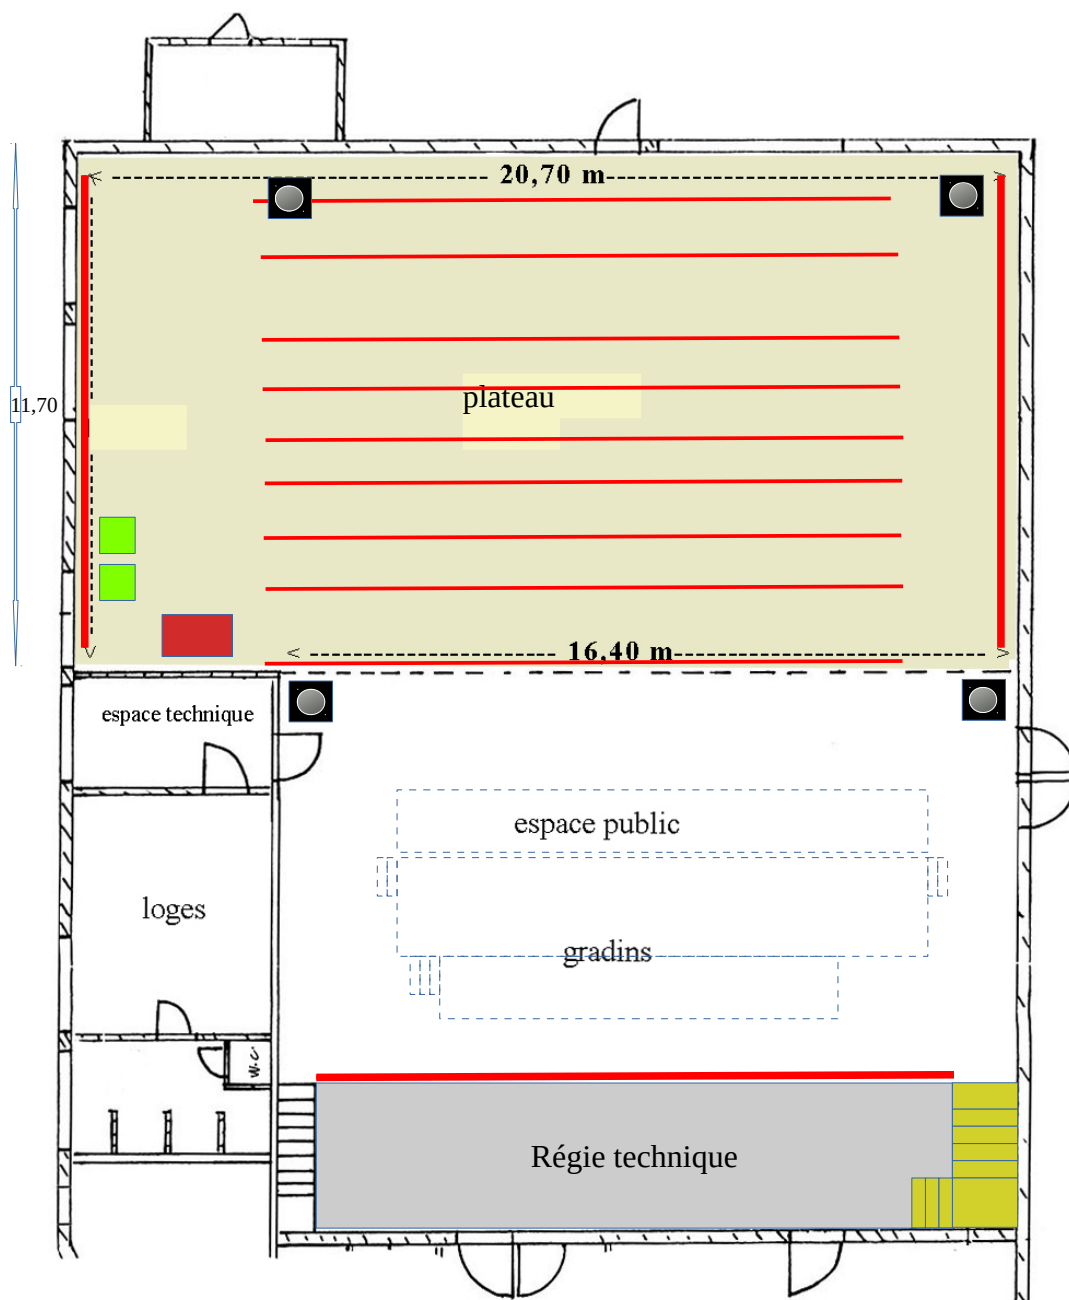 20,70 m
11,70
plateau
16,40 m
espace technique
espace public
loges
gradins
W.C.
Régie technique